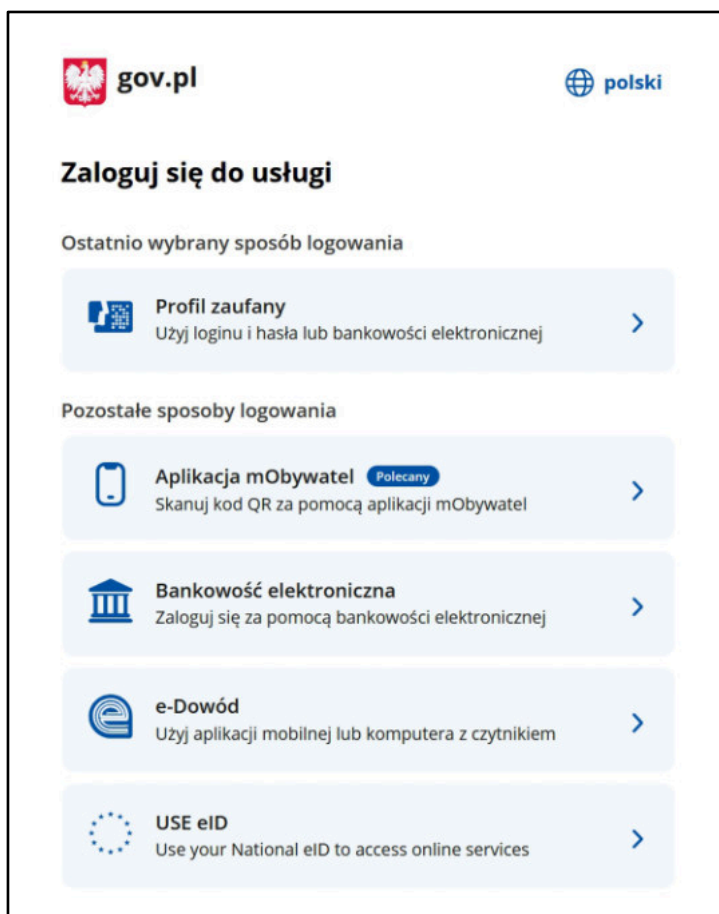 gov.pl
polski
Zaloguj się do usługi
Ostatnio wybrany sposób logowania
Profil zaufany
Użyj loginu i hasła lub bankowości elektronicznej
Pozostałe sposoby logowania
Aplikacja mObywatel Polecany
Skanuj kod QR za pomocą aplikacji mObywatel
Bankowość elektroniczna
Zaloguj się za pomocą bankowości elektronicznej
e-Dowód
Użyj aplikacji mobilnej lub komputera z czytnikiem
USE eID
Use your National eID to access online services